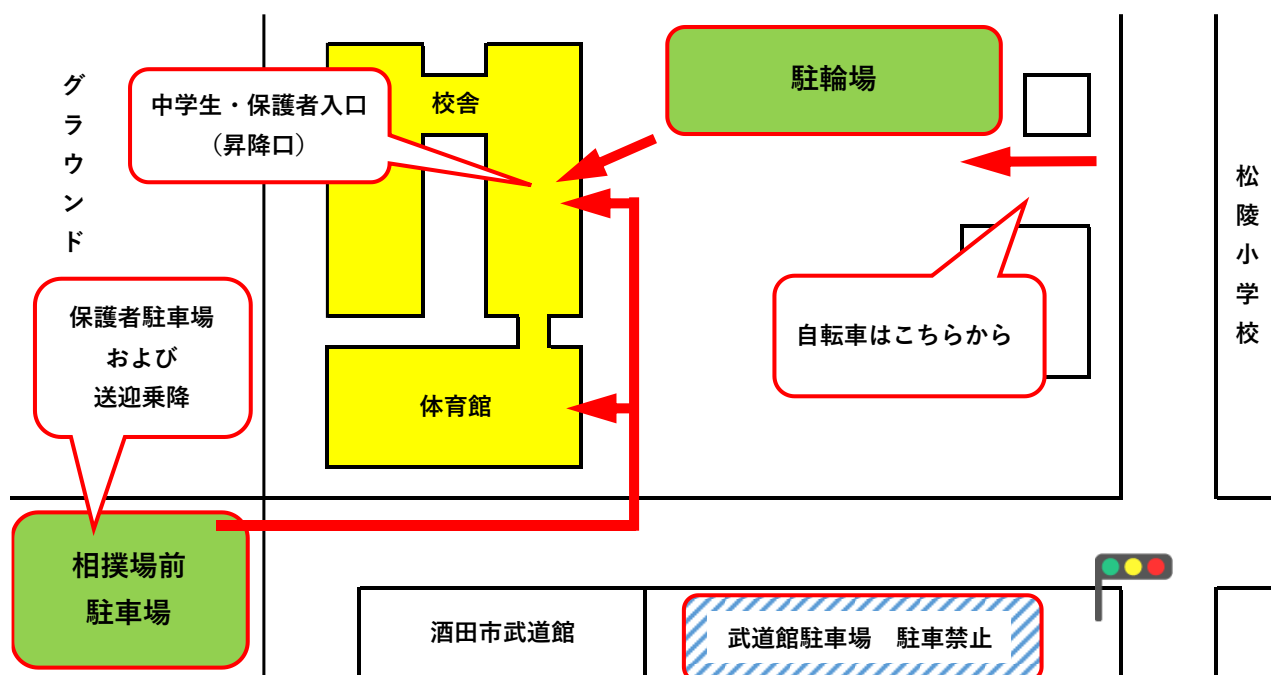 グラウンド
中学生・保護者入口
（昇降口）
校舎
駐輪場
松陵小学校
保護者駐車場
および
送迎乗降
自転車はこちらから
体育館
相撲場前
駐車場
酒田市武道館
武道館駐車場　駐車禁止